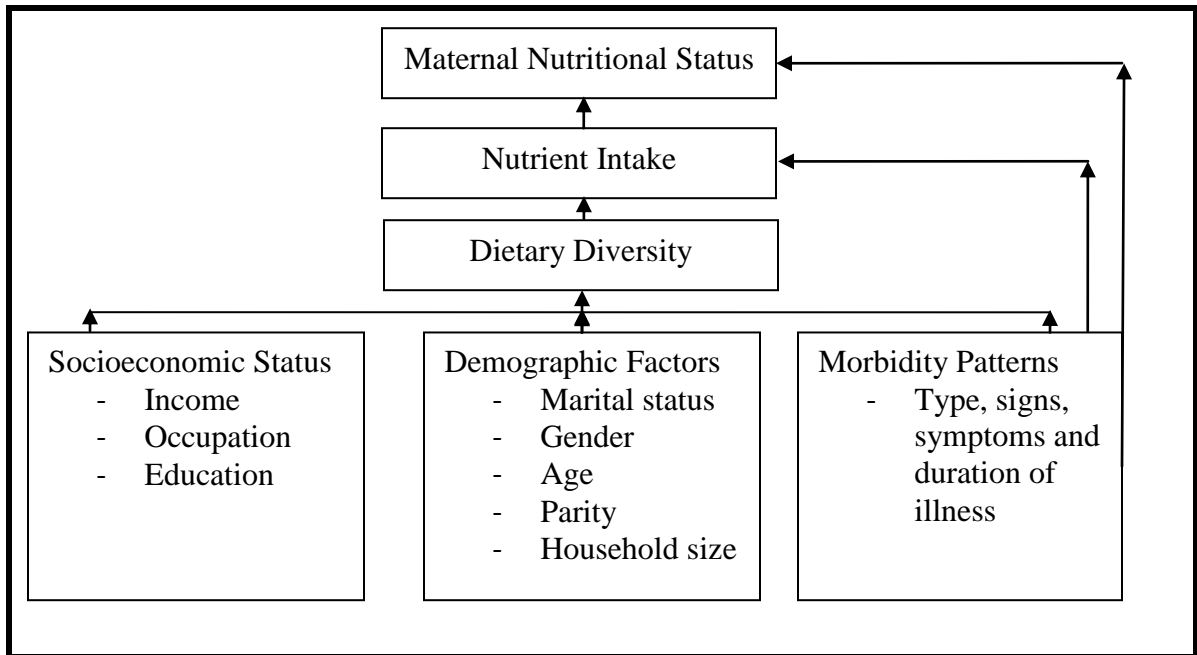 Maternal Nutritional Status
Nutrient Intake
Dietary Diversity
Socioeconomic Status
- Income
- Occupation
- Education
Demographic Factors
- Marital status
- Gender
- Age
- Parity
- Household size
Morbidity Patterns
- Type, signs,
symptoms and
duration of
illness